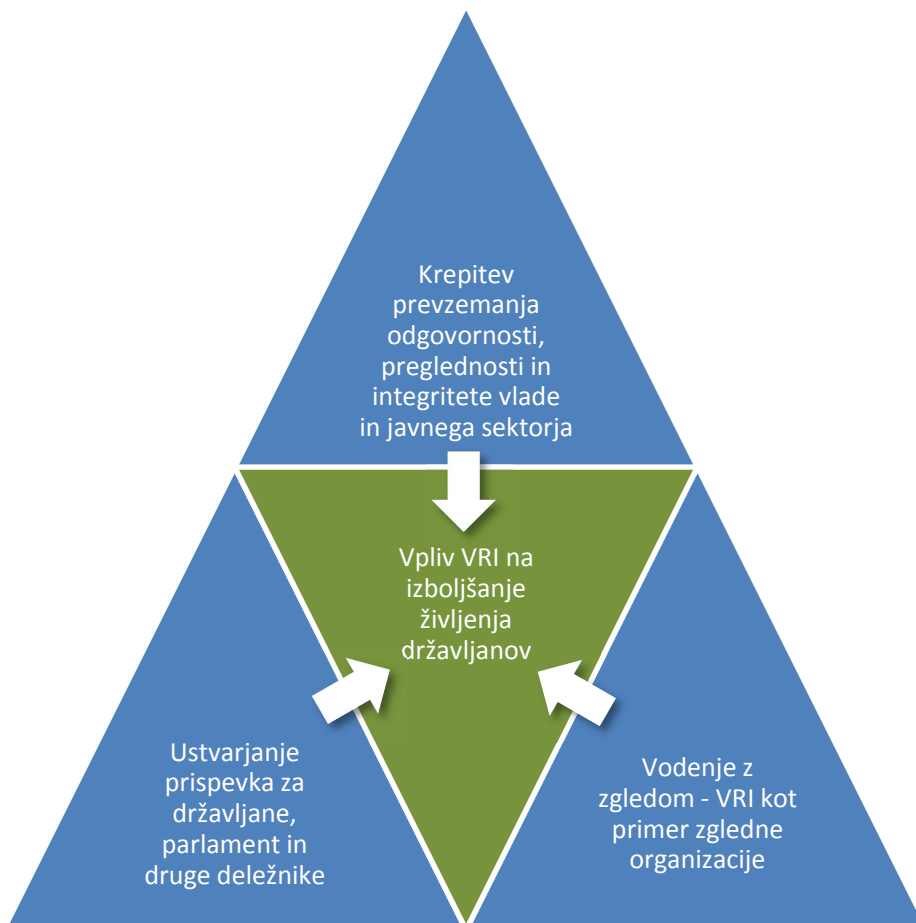 Krepitev
prevzemanja
odgovornosti,
preglednosti in
integritete vlade
in javnega sektorja
Vpliv VRI na
izboljšanje
življenja
državljanov
Ustvarjanje
prispevka za
državljane,
parlament in
druge deležnike
Vodenje z
zgledom - VRI kot
primer zgledne
organizacije